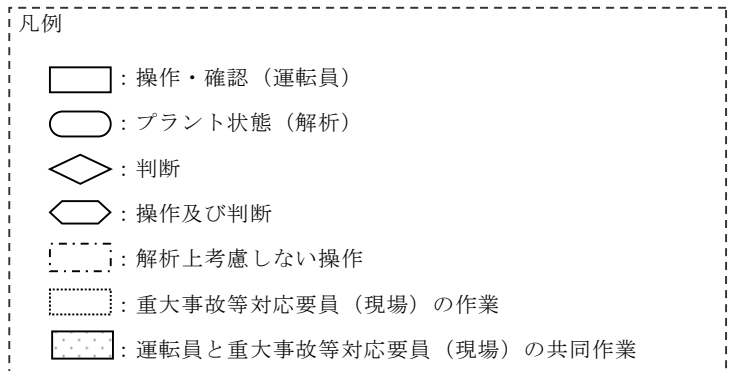 凡例
：操作・確認（運転員）
：プラント状態（解析）
：判断
：操作及び判断
：解析上考慮しない操作
：重大事故等対応要員（現場）の作業
：運転員と重大事故等対応要員（現場）の共同作業